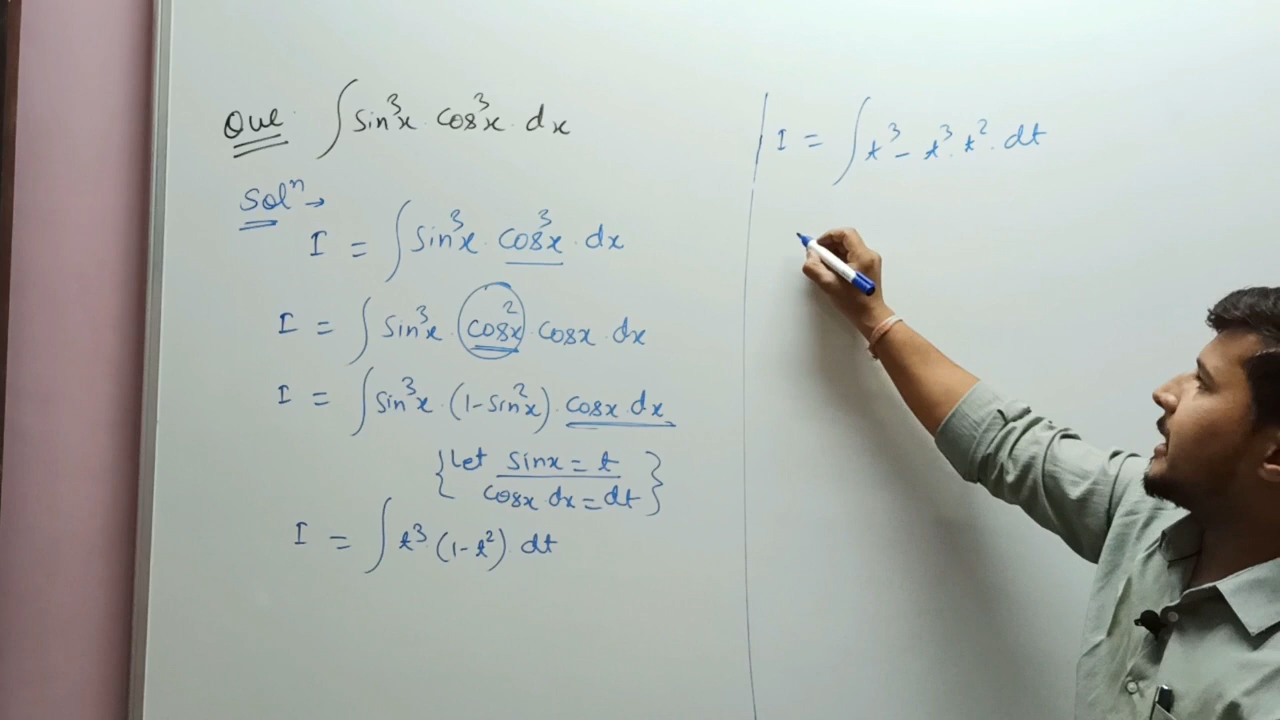 Que. ∫ sin³x · cos³x · dx
Solⁿ →
I = ∫ sin³x · cos³x · dx
I = ∫ sin³x · cos²x · cosx · dx
I = ∫ sin³x · (1-sin²x) · cosx dx
{Let sinx = t
cosx dx = dt}
I = ∫ t³ · (1-t²) · dt
I = ∫ t³ - t³ · t² · dt